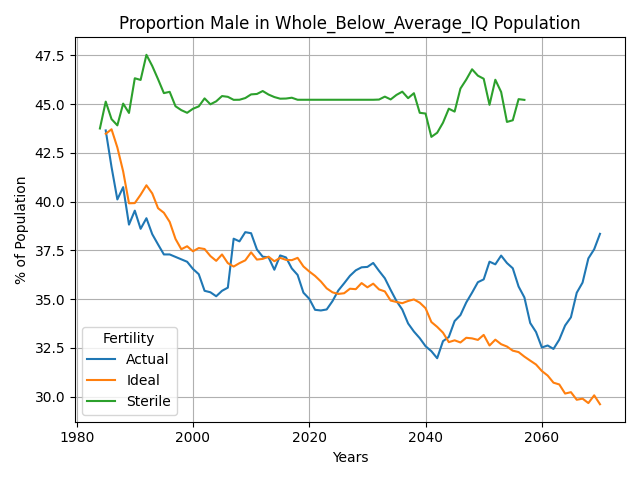 Proportion Male in Whole_Below_Average_IQ Population
% of Population
47.5
45.0
42.5
40.0
37.5
35.0
32.5
30.0
Fertility
Actual
Ideal
Sterile
1980
2000
2020
2040
2060
Years